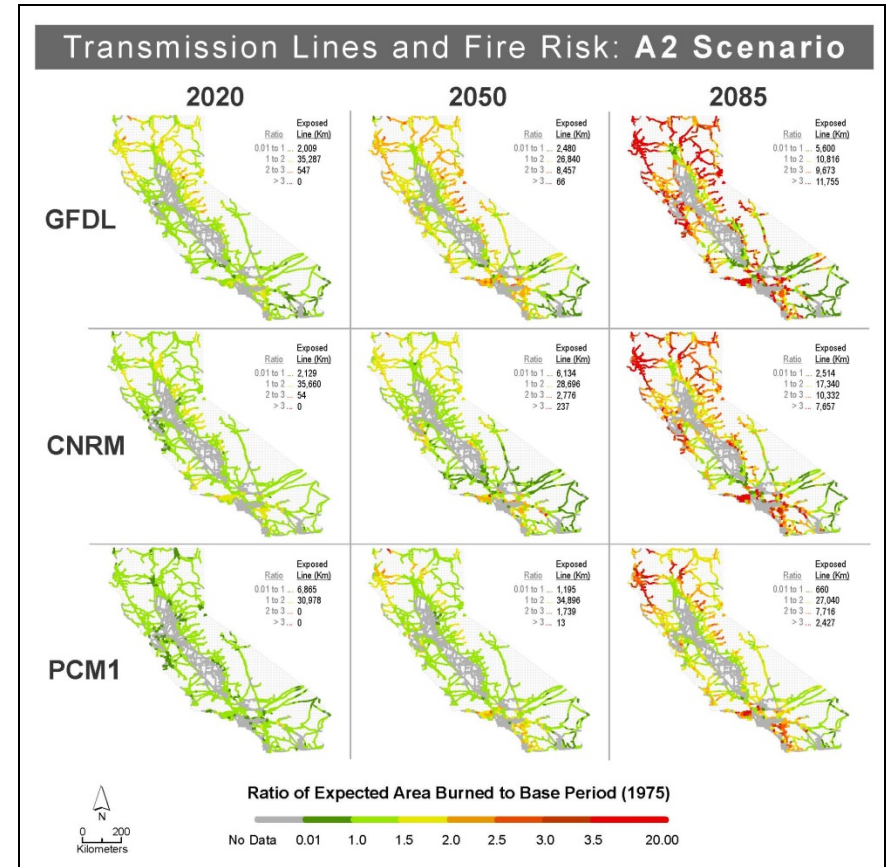 Transmission Lines and Fire Risk: A2 Scenario
2020 2050 2085
GFDL
Exposed
Ratio Line (Km)
0.01 to 1 ... 2,009
1 to 2 ... 35,287
2 to 3 ... 547
> 3 ... 0
Exposed
Ratio Line (Km)
0.01 to 1 ... 2,480
1 to 2 ... 26,840
2 to 3 ... 8,457
> 3 ... 66
Exposed
Ratio Line (Km)
0.01 to 1 ... 5,600
1 to 2 ... 10,816
2 to 3 ... 9,673
> 3 ... 11,755
CNRM
Exposed
Ratio Line (Km)
0.01 to 1 ... 2,129
1 to 2 ... 35,660
2 to 3 ... 54
> 3 ... 0
Exposed
Ratio Line (Km)
0.01 to 1 ... 6,134
1 to 2 ... 28,696
2 to 3 ... 2,776
> 3 ... 237
Exposed
Ratio Line (Km)
0.01 to 1 ... 2,514
1 to 2 ... 17,340
2 to 3 ... 10,332
> 3 ... 7,657
PCM1
Exposed
Ratio Line (Km)
0.01 to 1 ... 6,865
1 to 2 ... 30,978
2 to 3 ... 0
> 3 ... 0
Exposed
Ratio Line (Km)
0.01 to 1 ... 1,195
1 to 2 ... 34,896
2 to 3 ... 1,739
> 3 ... 13
Exposed
Ratio Line (Km)
0.01 to 1 ... 660
1 to 2 ... 27,040
2 to 3 ... 7,716
> 3 ... 2,427
N
0 200
Kilometers
Ratio of Expected Area Burned to Base Period (1975)
No Data 0.01 1.0 1.5 2.0 2.5 3.0 3.5 20.00